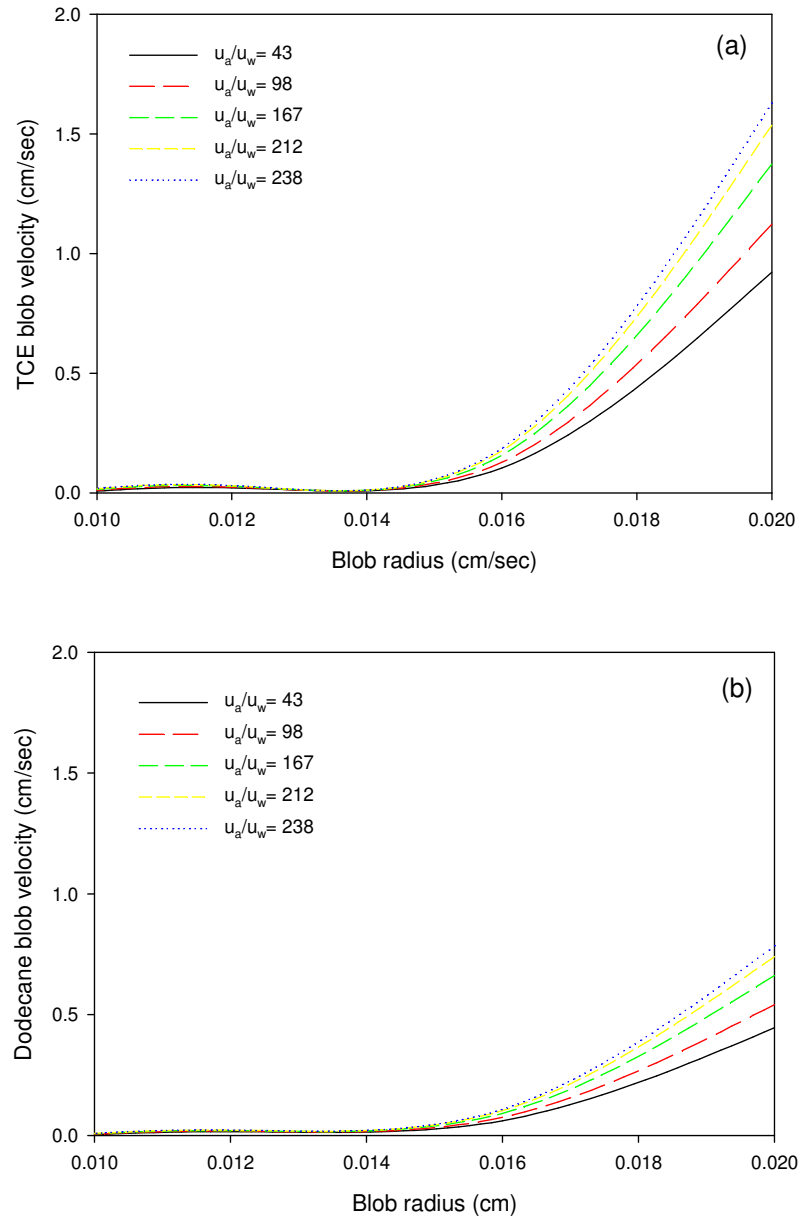 2.0
(a)
u_a/u_w= 43
u_a/u_w= 98
u_a/u_w= 167
u_a/u_w= 212
u_a/u_w= 238
1.5
1.0
0.5
0.0
TCE blob velocity (cm/sec)
0.010 0.012 0.014 0.016 0.018 0.020
Blob radius (cm/sec)
2.0
(b)
u_a/u_w= 43
u_a/u_w= 98
u_a/u_w= 167
u_a/u_w= 212
u_a/u_w= 238
1.5
1.0
0.5
0.0
Dodecane blob velocity (cm/sec)
0.010 0.012 0.014 0.016 0.018 0.020
Blob radius (cm)